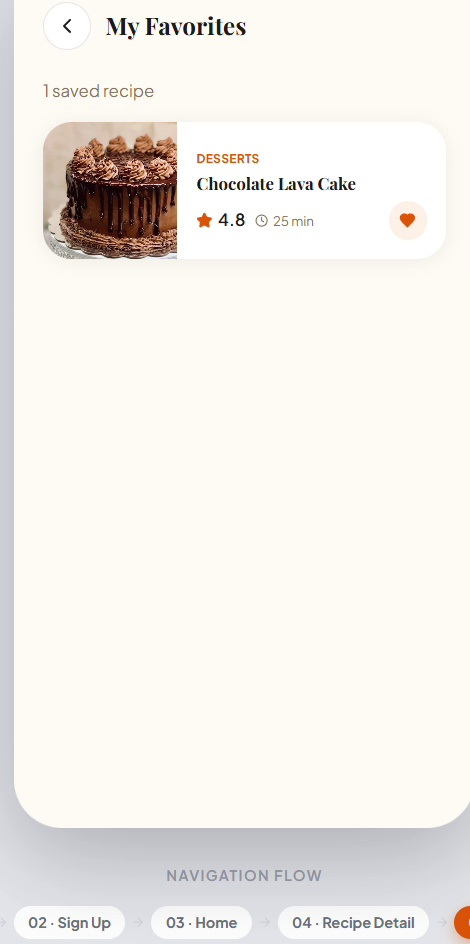 My Favorites
1 saved recipe
DESSERTS
Chocolate Lava Cake
4.8 25 min
NAVIGATION FLOW
02 · Sign Up → 03 · Home → 04 · Recipe Detail →